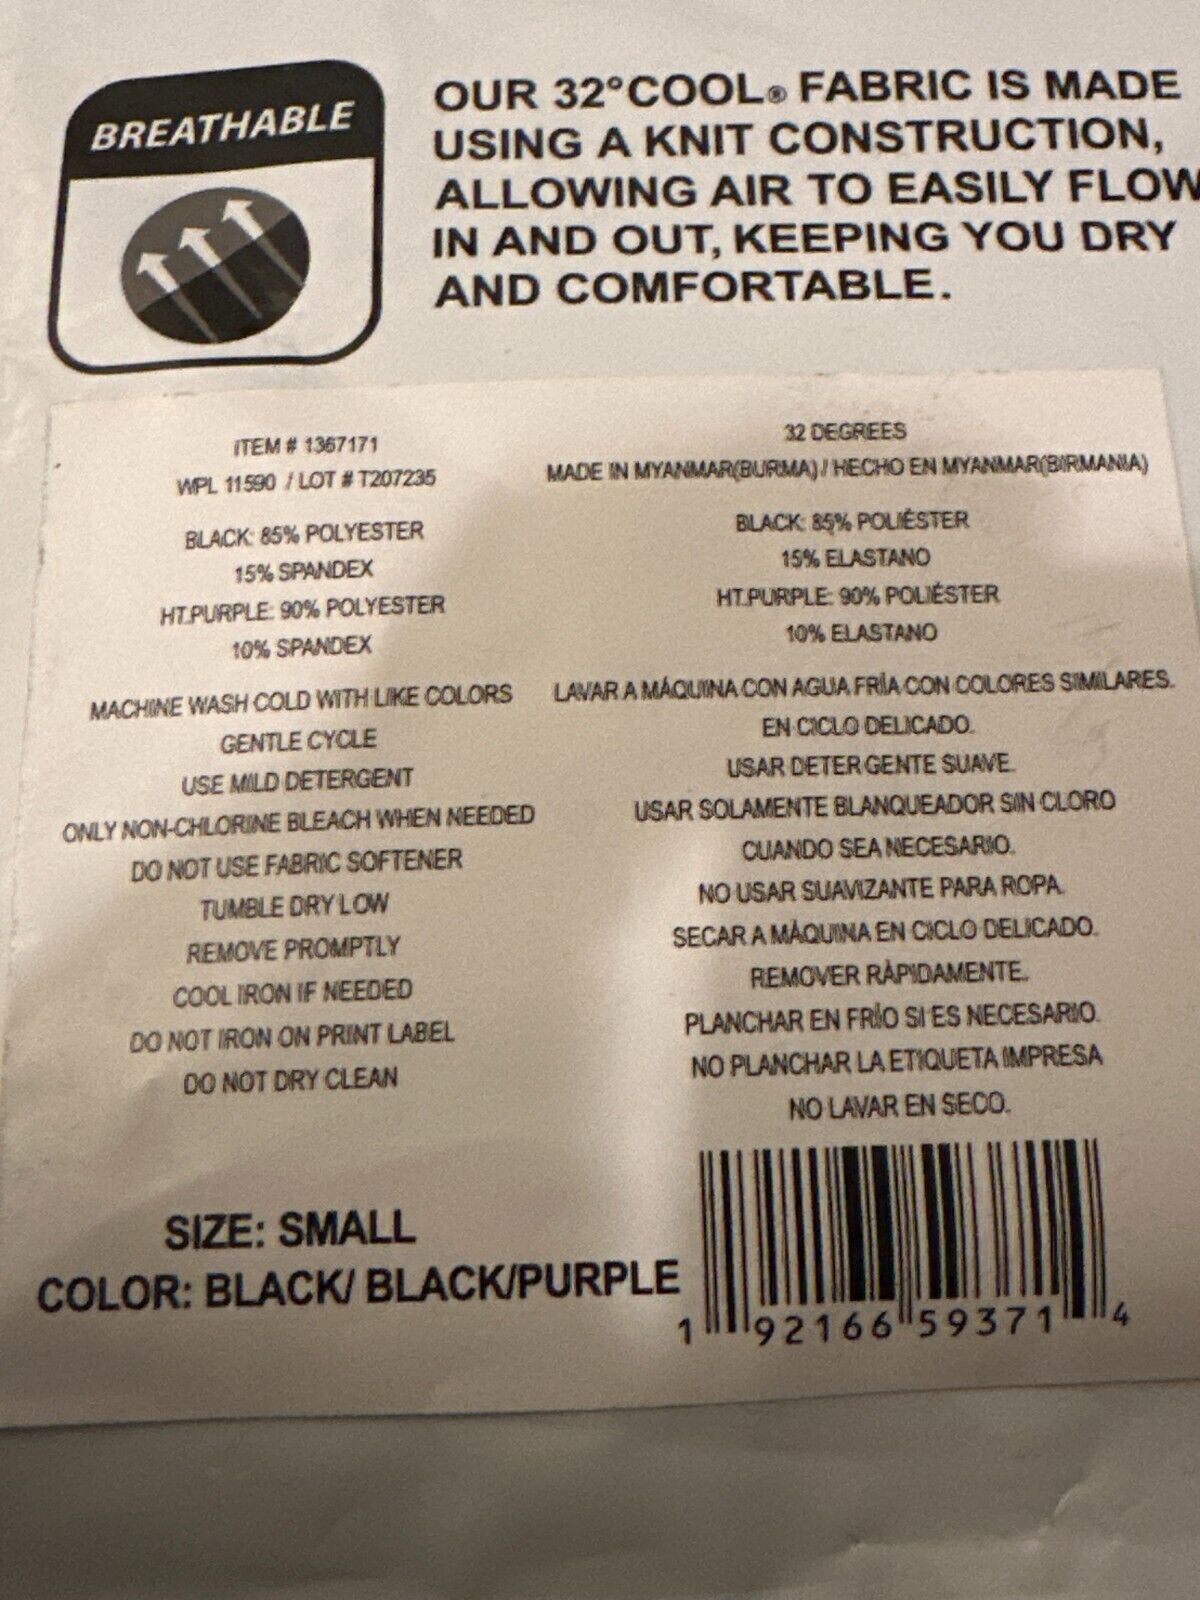 BREATHABLE
OUR 32°COOL® FABRIC IS MADE
USING A KNIT CONSTRUCTION,
ALLOWING AIR TO EASILY FLOW
IN AND OUT, KEEPING YOU DRY
AND COMFORTABLE.
ITEM # 1367171
WPL 11590 / LOT # T207235
BLACK: 85% POLYESTER
15% SPANDEX
HT.PURPLE: 90% POLYESTER
10% SPANDEX
MACHINE WASH COLD WITH LIKE COLORS
GENTLE CYCLE
USE MILD DETERGENT
ONLY NON-CHLORINE BLEACH WHEN NEEDED
DO NOT USE FABRIC SOFTENER
TUMBLE DRY LOW
REMOVE PROMPTLY
COOL IRON IF NEEDED
DO NOT IRON ON PRINT LABEL
DO NOT DRY CLEAN
32 DEGREES
MADE IN MYANMAR(BURMA) / HECHO EN MYANMAR(BIRMANIA)
BLACK: 85% POLIÉSTER
15% ELASTANO
HT.PURPLE: 90% POLIÉSTER
10% ELASTANO
LAVAR A MÁQUINA CON AGUA FRÍA CON COLORES SIMILARES.
EN CICLO DELICADO.
USAR DETERGENTE SUAVE.
USAR SOLAMENTE BLANQUEADOR SIN CLORO
CUANDO SEA NECESARIO.
NO USAR SUAVIZANTE PARA ROPA.
SECAR A MÁQUINA EN CICLO DELICADO.
REMOVER RÁPIDAMENTE.
PLANCHAR EN FRÍO SI ES NECESARIO.
NO PLANCHAR LA ETIQUETA IMPRESA
NO LAVAR EN SECO.
SIZE: SMALL
COLOR: BLACK/ BLACK/PURPLE
1 92166 59371 4